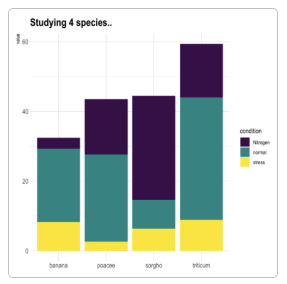 Studying 4 species..
value
60
40
20
0
banana
poacee
sorgho
triticum
condition
Nitrogen
normal
stress